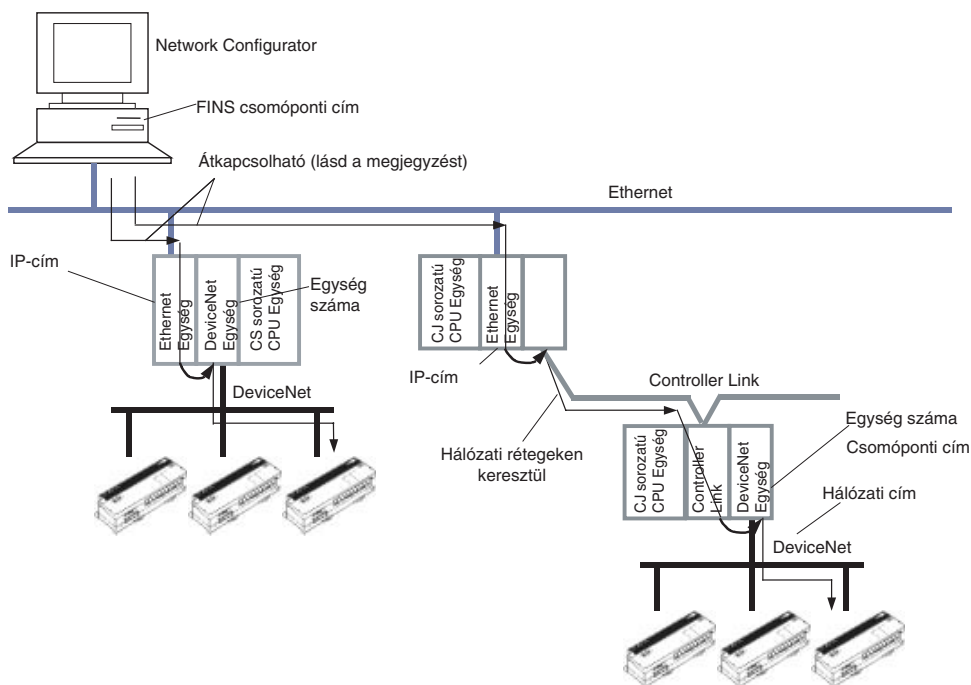 Network Configurator
FINS csomóponti cím
Átkapcsolható (lásd a megjegyzést)
Ethernet
IP-cím
Ethernet
Egység
DeviceNet
Egység
CS sorozatú
CPU Egység
Egység
száma
CJ sorozatú
CPU Egység
Ethernet
Egység
IP-cím
DeviceNet
Controller Link
Hálózati rétegeken
keresztül
CJ sorozatú
CPU Egység
Controller
Link
DeviceNet
Egység
Egység száma
Csomóponti cím
Hálózati cím
DeviceNet